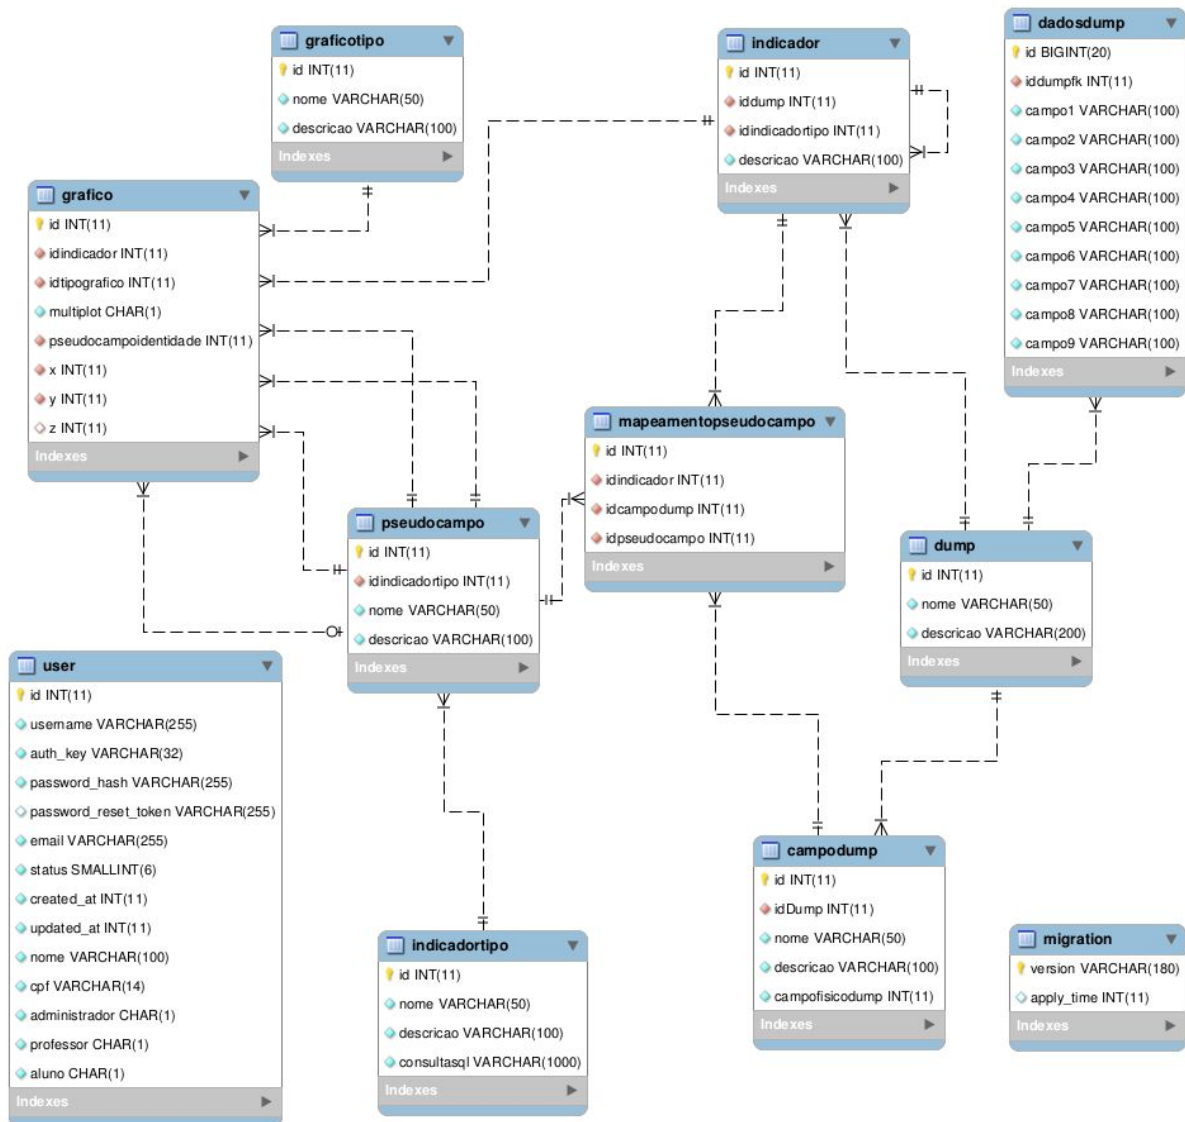 graficotipo
id INT(11)
nome VARCHAR(50)
descricao VARCHAR(100)
Indexes
indicador
id INT(11)
iddump INT(11)
idindicadortipo INT(11)
descricao VARCHAR(100)
Indexes
dadosdump
id BIGINT(20)
iddumpfk INT(11)
campo1 VARCHAR(100)
campo2 VARCHAR(100)
campo3 VARCHAR(100)
campo4 VARCHAR(100)
campo5 VARCHAR(100)
campo6 VARCHAR(100)
campo7 VARCHAR(100)
campo8 VARCHAR(100)
campo9 VARCHAR(100)
Indexes
grafico
id INT(11)
idindicador INT(11)
idtipografico INT(11)
multiplot CHAR(1)
pseudocampoidentidade INT(11)
x INT(11)
y INT(11)
z INT(11)
Indexes
mapeamentopseudocampo
id INT(11)
idindicador INT(11)
idcampodump INT(11)
idpseudocampo INT(11)
Indexes
pseudocampo
id INT(11)
idindicadortipo INT(11)
nome VARCHAR(50)
descricao VARCHAR(100)
Indexes
dump
id INT(11)
nome VARCHAR(50)
descricao VARCHAR(200)
Indexes
user
id INT(11)
username VARCHAR(255)
auth_key VARCHAR(32)
password_hash VARCHAR(255)
password_reset_token VARCHAR(255)
email VARCHAR(255)
status SMALLINT(6)
created_at INT(11)
updated_at INT(11)
nome VARCHAR(100)
cpf VARCHAR(14)
administrador CHAR(1)
professor CHAR(1)
aluno CHAR(1)
Indexes
indicadortipo
id INT(11)
nome VARCHAR(50)
descricao VARCHAR(100)
consultasql VARCHAR(1000)
Indexes
campodump
id INT(11)
idDump INT(11)
nome VARCHAR(50)
descricao VARCHAR(100)
campofisicodump INT(11)
Indexes
migration
version VARCHAR(180)
apply_time INT(11)
Indexes